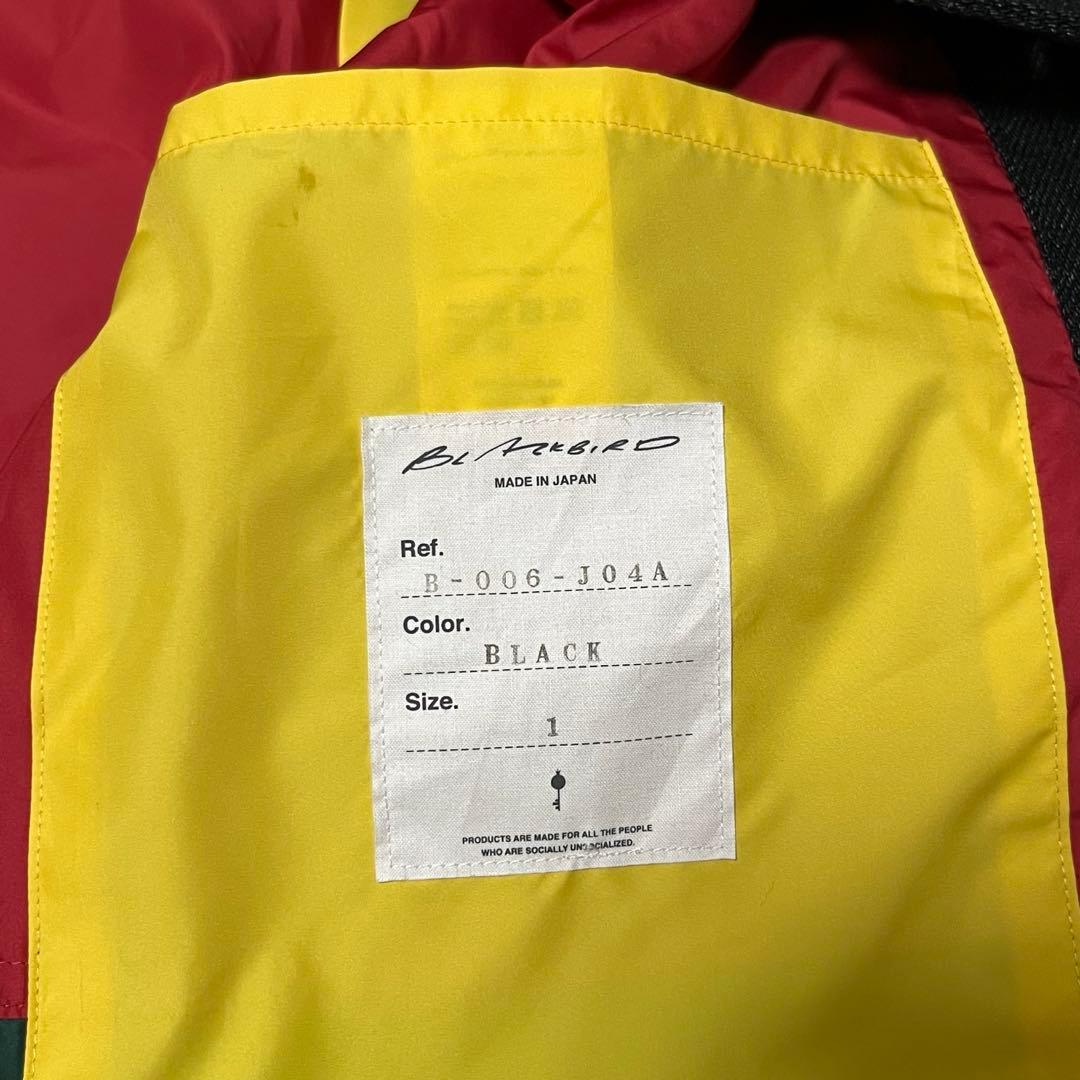 BLACKBIRD
MADE IN JAPAN
Ref.
B-006-J04A
Color.
BLACK
Size.
1
PRODUCTS ARE MADE FOR ALL THE PEOPLE
WHO ARE SOCIALLY UNSOCIALIZED.